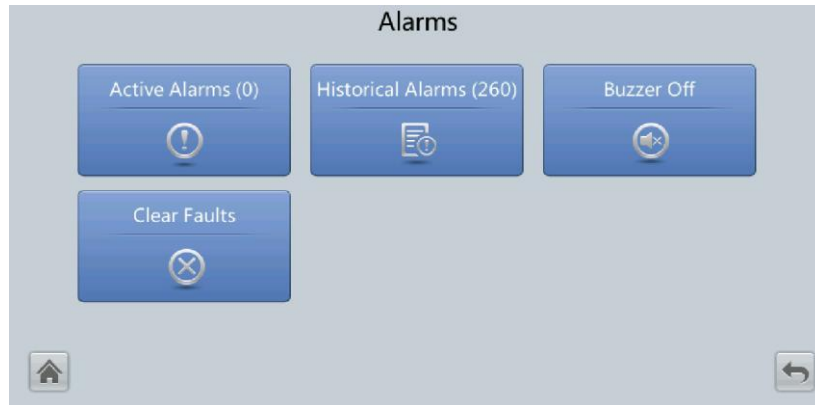 Alarms
Active Alarms (0)
Historical Alarms (260)
Buzzer Off
Clear Faults